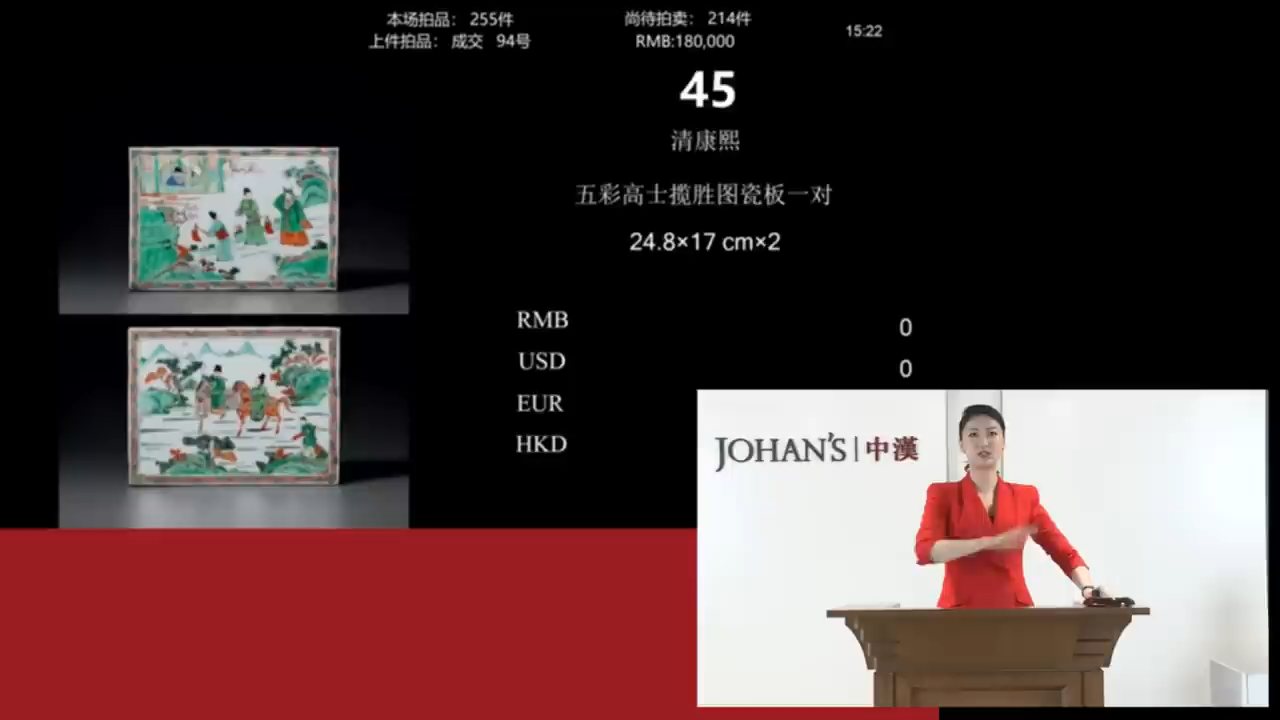 本场拍品： 255件
尚待拍卖： 214件
上件拍品： 成交 94号
RMB:180,000
15:22
45
清康熙
五彩高士揽胜图瓷板一对
24.8×17 cm×2
RMB 0
USD 0
EUR
HKD
JOHAN'S|中漢